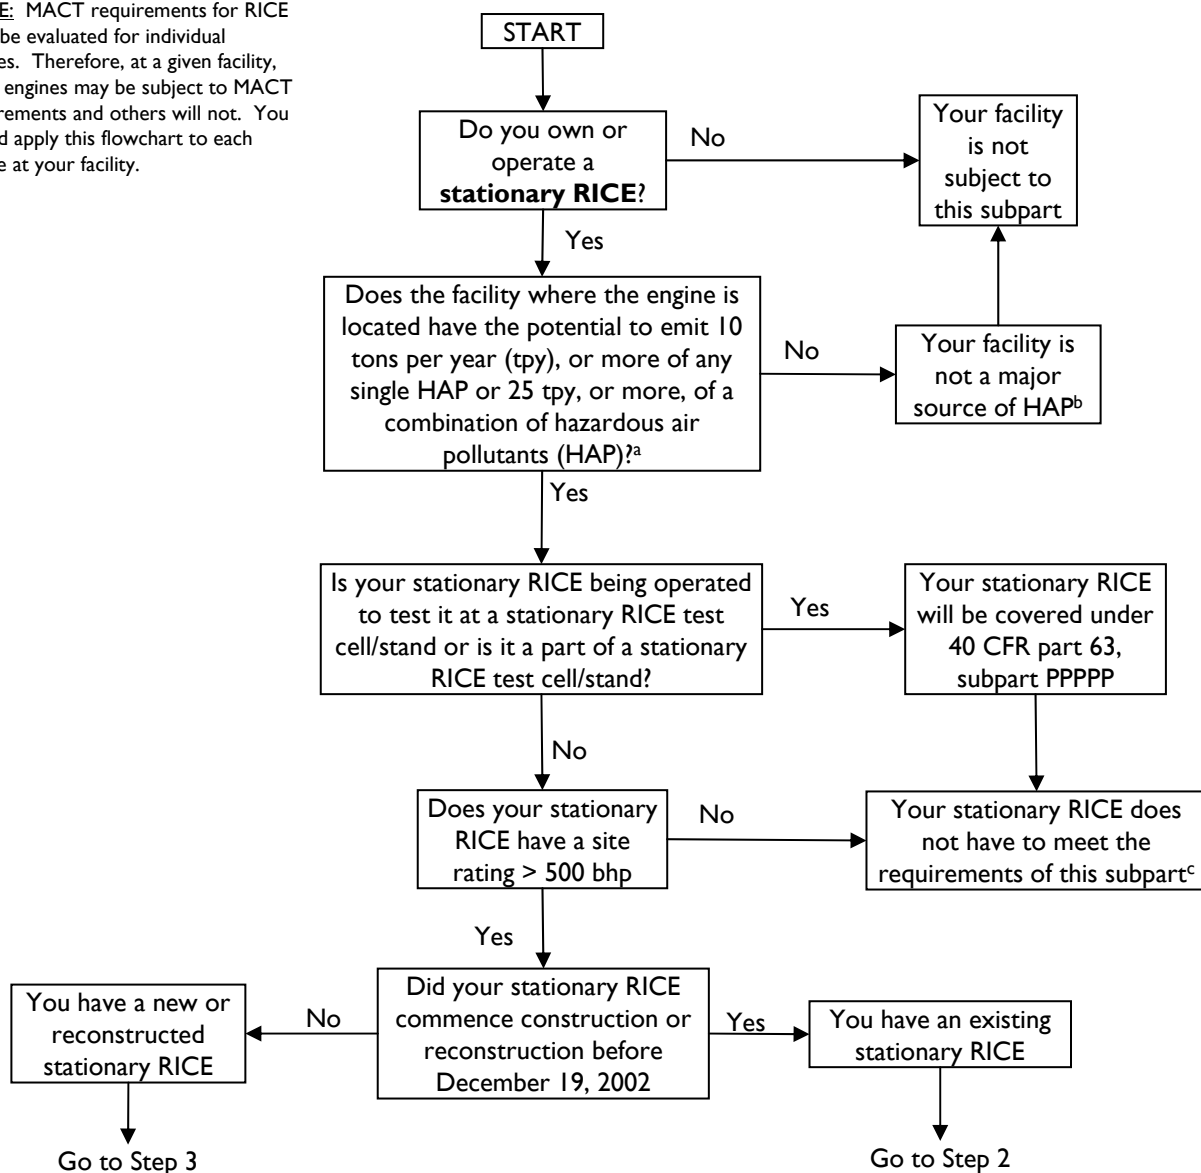 E: MACT requirements for RICE
be evaluated for individual
es. Therefore, at a given facility,
engines may be subject to MACT
rements and others will not. You
d apply this flowchart to each
e at your facility.
START
Do you own or
operate a
stationary RICE?
No
Your facility
is not
subject to
this subpart
Yes
Does the facility where the engine is
located have the potential to emit 10
tons per year (tpy), or more of any
single HAP or 25 tpy, or more, of a
combination of hazardous air
pollutants (HAP)?ᵃ
No
Your facility is
not a major
source of HAPᵇ
Yes
Is your stationary RICE being operated
to test it at a stationary RICE test
cell/stand or is it a part of a stationary
RICE test cell/stand?
Yes
Your stationary RICE
will be covered under
40 CFR part 63,
subpart PPPPP
No
Does your stationary
RICE have a site
rating > 500 bhp
No
Your stationary RICE does
not have to meet the
requirements of this subpartᶜ
Yes
Did your stationary RICE
commence construction or
reconstruction before
December 19, 2002
No
You have a new or
reconstructed
stationary RICE
Yes
You have an existing
stationary RICE
Go to Step 3
Go to Step 2